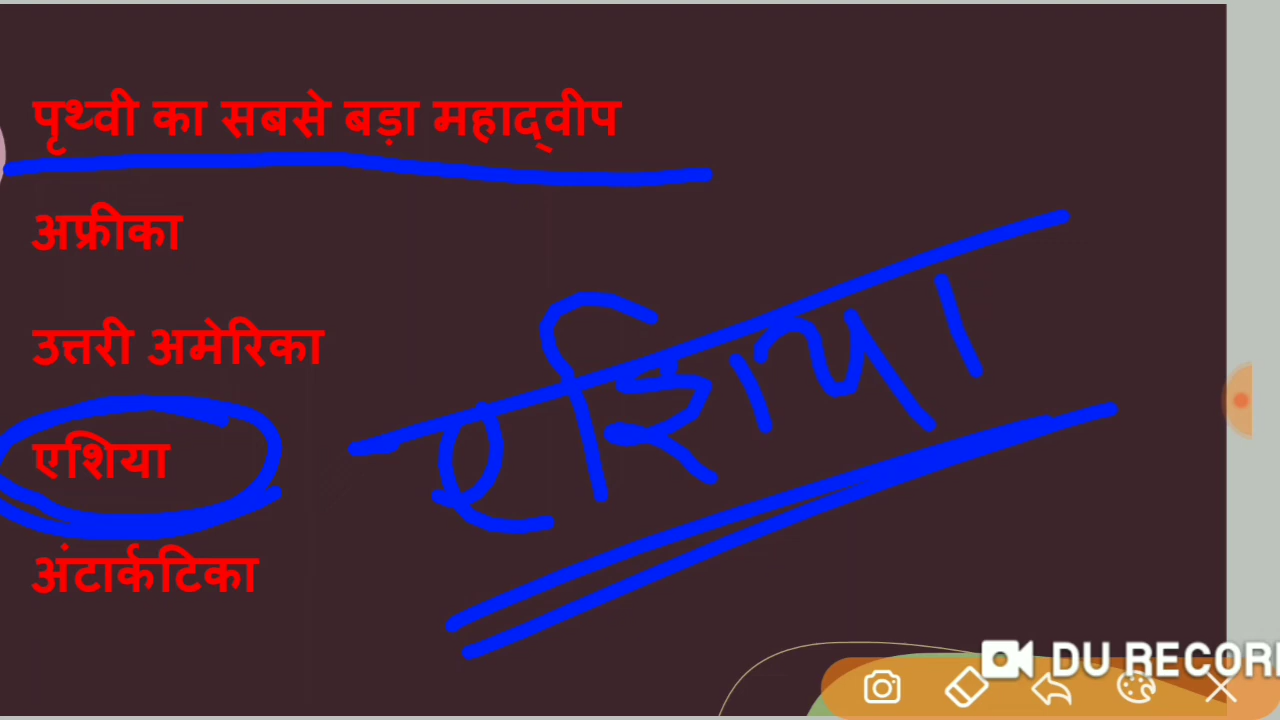 पृथ्वी का सबसे बड़ा महाद्‌वीप
अफ्रीका
उत्तरी अमेरिका
एशिया
एशिया
अंटार्कटिका
DU RECOR